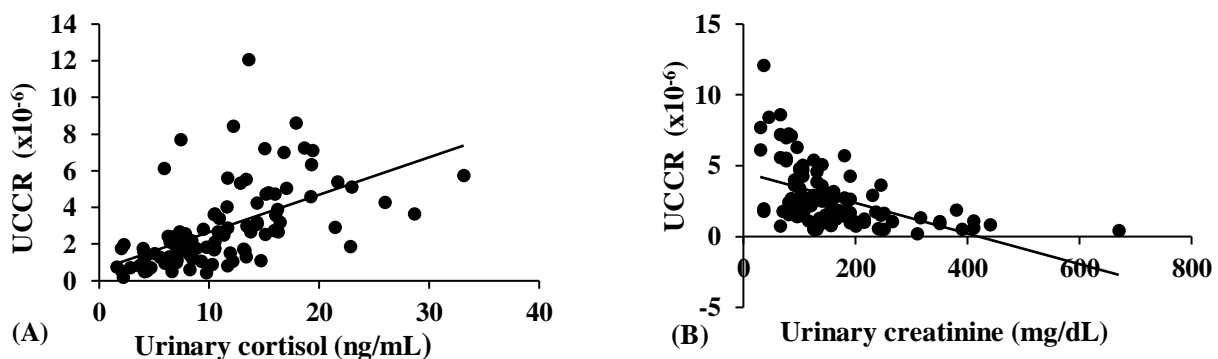 14
12
10
8
6
4
2
0
UCCR (x10-6)
0 10 20 30 40
(A)
Urinary cortisol (ng/mL)
15
10
5
0
-5
UCCR (x10-6)
0 200 400 600 800
(B)
Urinary creatinine (mg/dL)